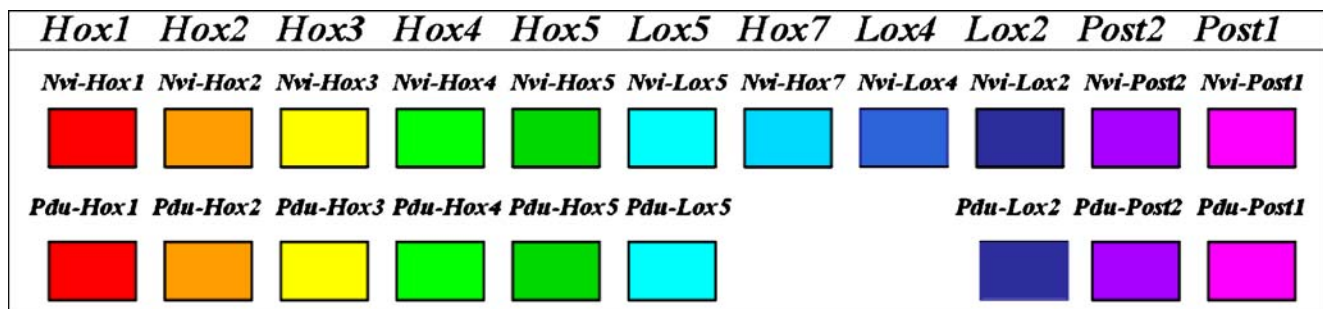 Hox1 Hox2 Hox3 Hox4 Hox5 Lox5 Hox7 Lox4 Lox2 Post2 Post1
Nvi-Hox1 Nvi-Hox2 Nvi-Hox3 Nvi-Hox4 Nvi-Hox5 Nvi-Lox5 Nvi-Hox7 Nvi-Lox4 Nvi-Lox2 Nvi-Post2 Nvi-Post1
Pdu-Hox1 Pdu-Hox2 Pdu-Hox3 Pdu-Hox4 Pdu-Hox5 Pdu-Lox5 Pdu-Lox2 Pdu-Post2 Pdu-Post1